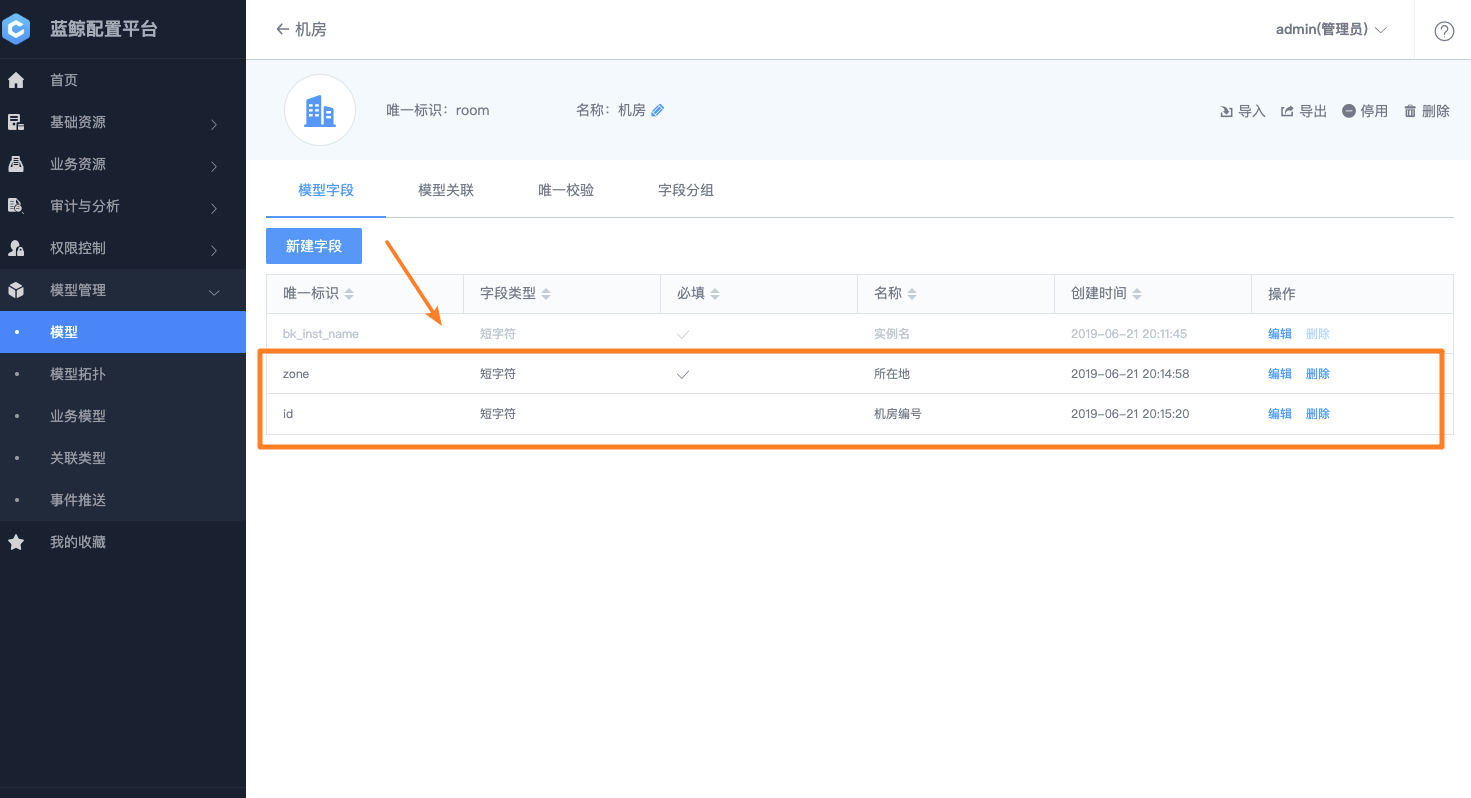 蓝鲸配置平台
首页
基础资源
业务资源
审计与分析
权限控制
模型管理
模型
模型拓扑
业务模型
关联类型
事件推送
我的收藏
机房 admin(管理员)
唯一标识：room 名称：机房 导入 导出 停用 删除
模型字段 模型关联 唯一校验 字段分组
新建字段
唯一标识 字段类型 必填 名称 创建时间 操作
bk_inst_name 短字符 实例名 2019-06-21 20:11:45 编辑 删除
zone 短字符 所在地 2019-06-21 20:14:58 编辑 删除
id 短字符 机房编号 2019-06-21 20:15:20 编辑 删除